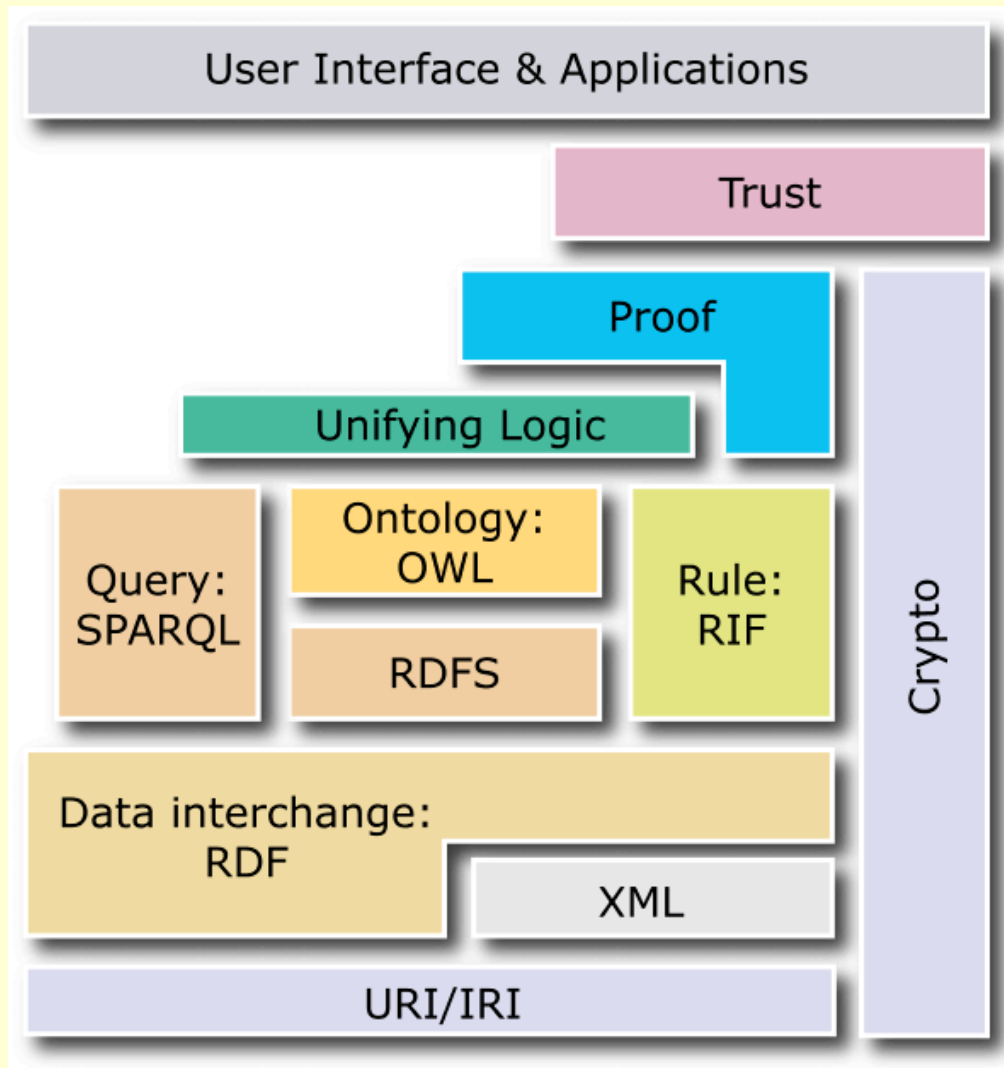 User Interface & Applications
Trust
Proof
Unifying Logic
Query:
SPARQL
Ontology:
OWL
RDFS
Rule:
RIF
Crypto
Data interchange:
RDF
XML
URI/IRI